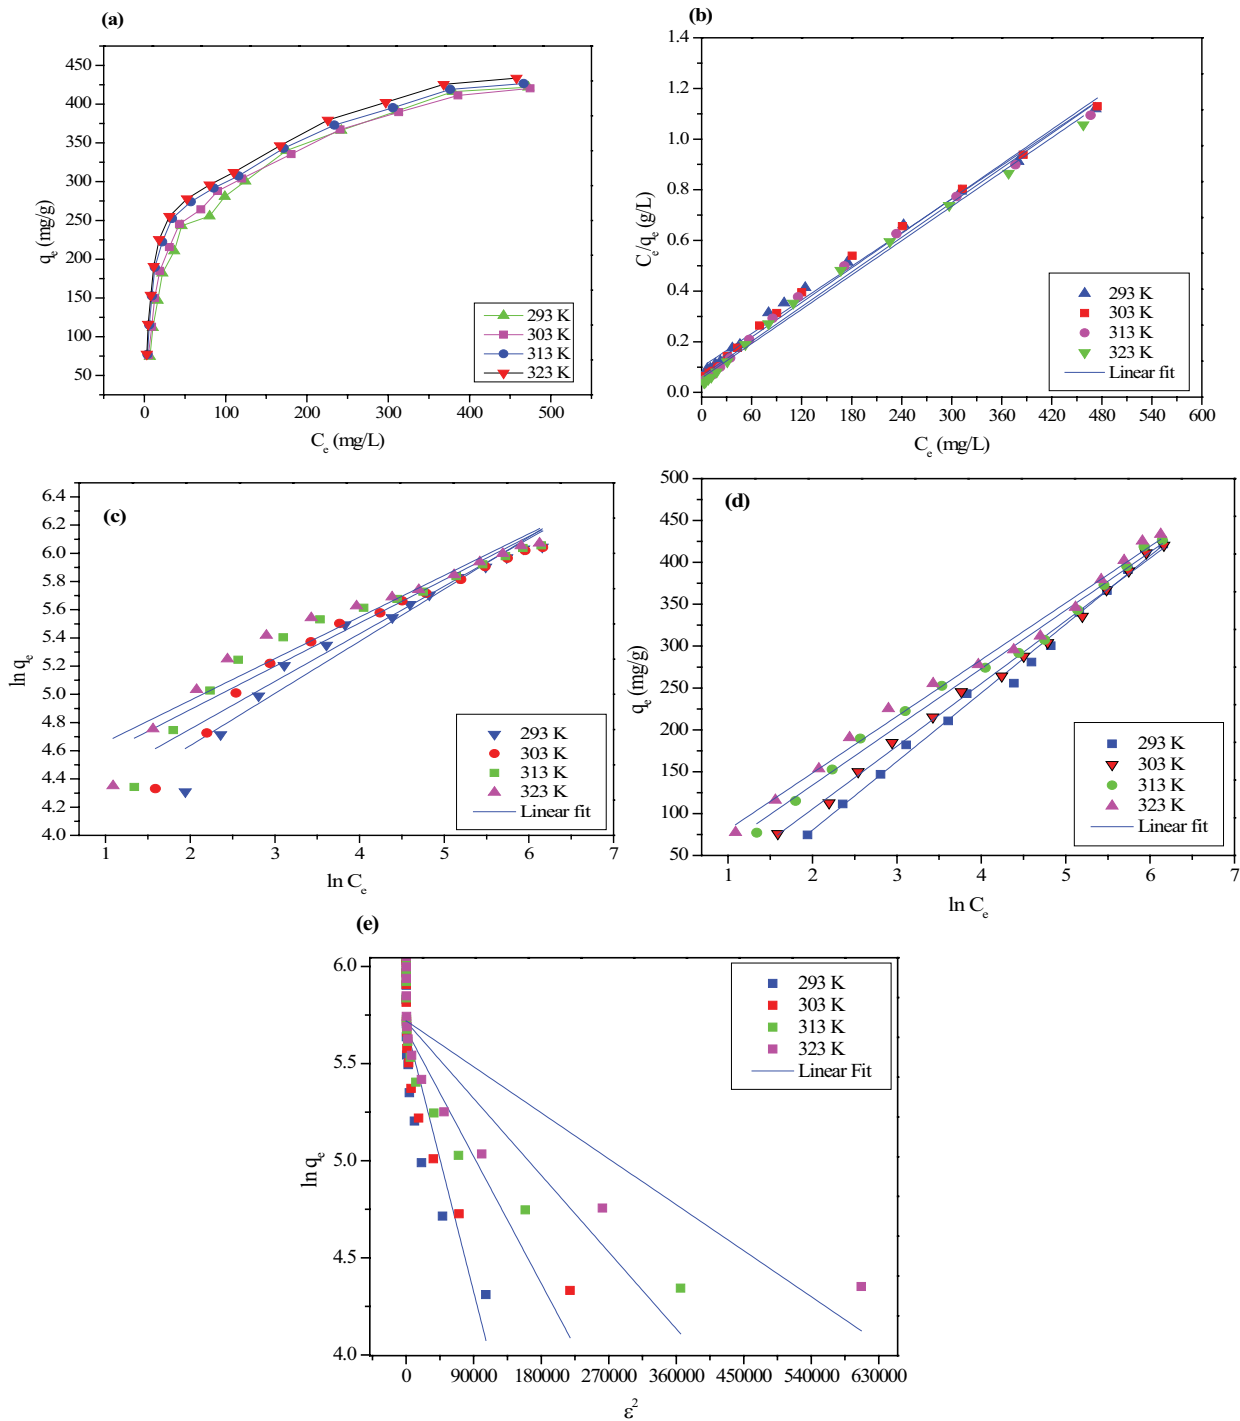 (a)
450
400
350
300
250
200
150
100
50
qe (mg/g)
0
100
200
300
400
500
Ce (mg/L)
293 K
303 K
313 K
323 K
(b)
1.4
1.2
1.0
0.8
0.6
0.4
0.2
0.0
Ce/qe (g/L)
0
60
120
180
240
300
360
420
480
540
600
Ce (mg/L)
293 K
303 K
313 K
323 K
Linear fit
(c)
6.4
6.2
6.0
5.8
5.6
5.4
5.2
5.0
4.8
4.6
4.4
4.2
4.0
ln qe
1
2
3
4
5
6
7
ln Ce
293 K
303 K
313 K
323 K
Linear fit
(d)
500
450
400
350
300
250
200
150
100
50
qe (mg/g)
1
2
3
4
5
6
7
ln Ce
293 K
303 K
313 K
323 K
Linear fit
(e)
6.0
5.5
5.0
4.5
4.0
ln qe
0
90000
180000
270000
360000
450000
540000
630000
ε²
293 K
303 K
313 K
323 K
Linear Fit